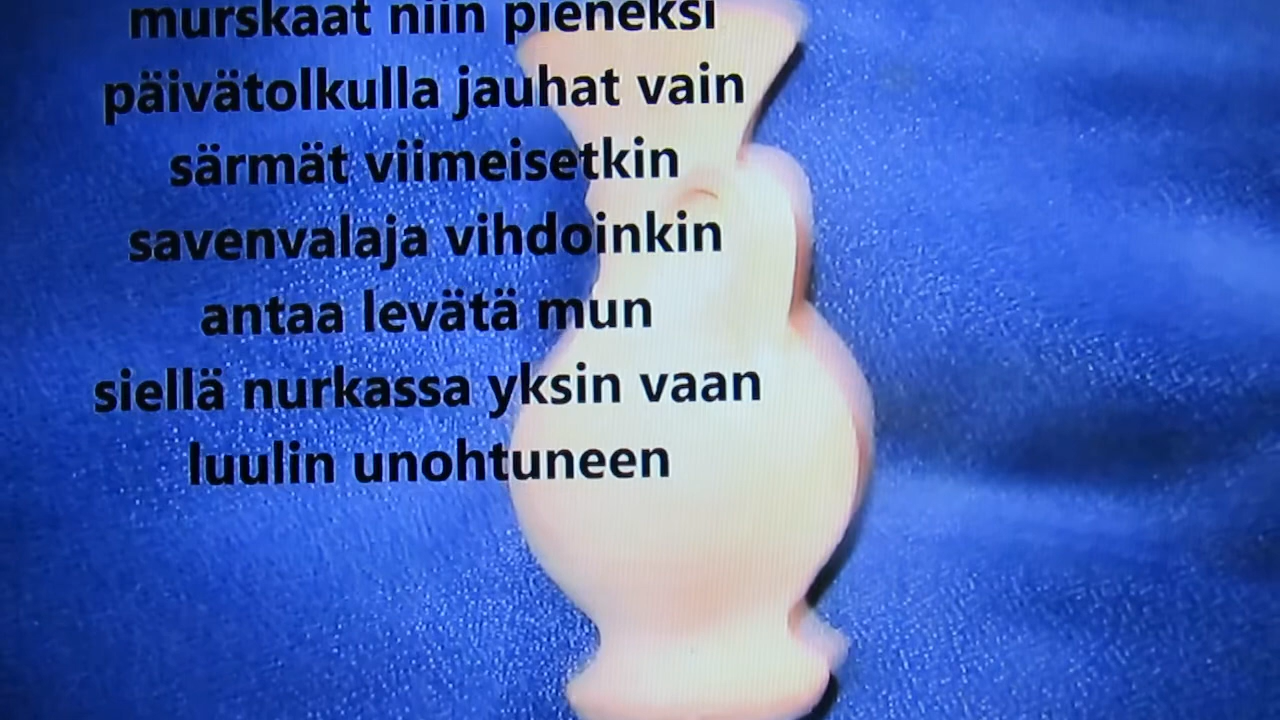 murskaat niin pieneksi
päivätolkulla jauhat vain
särmät viimeisetkin
savenvalaja vihdoinkin
antaa levätä mun
siellä nurkassa yksin vaan
luulin unohtuneen